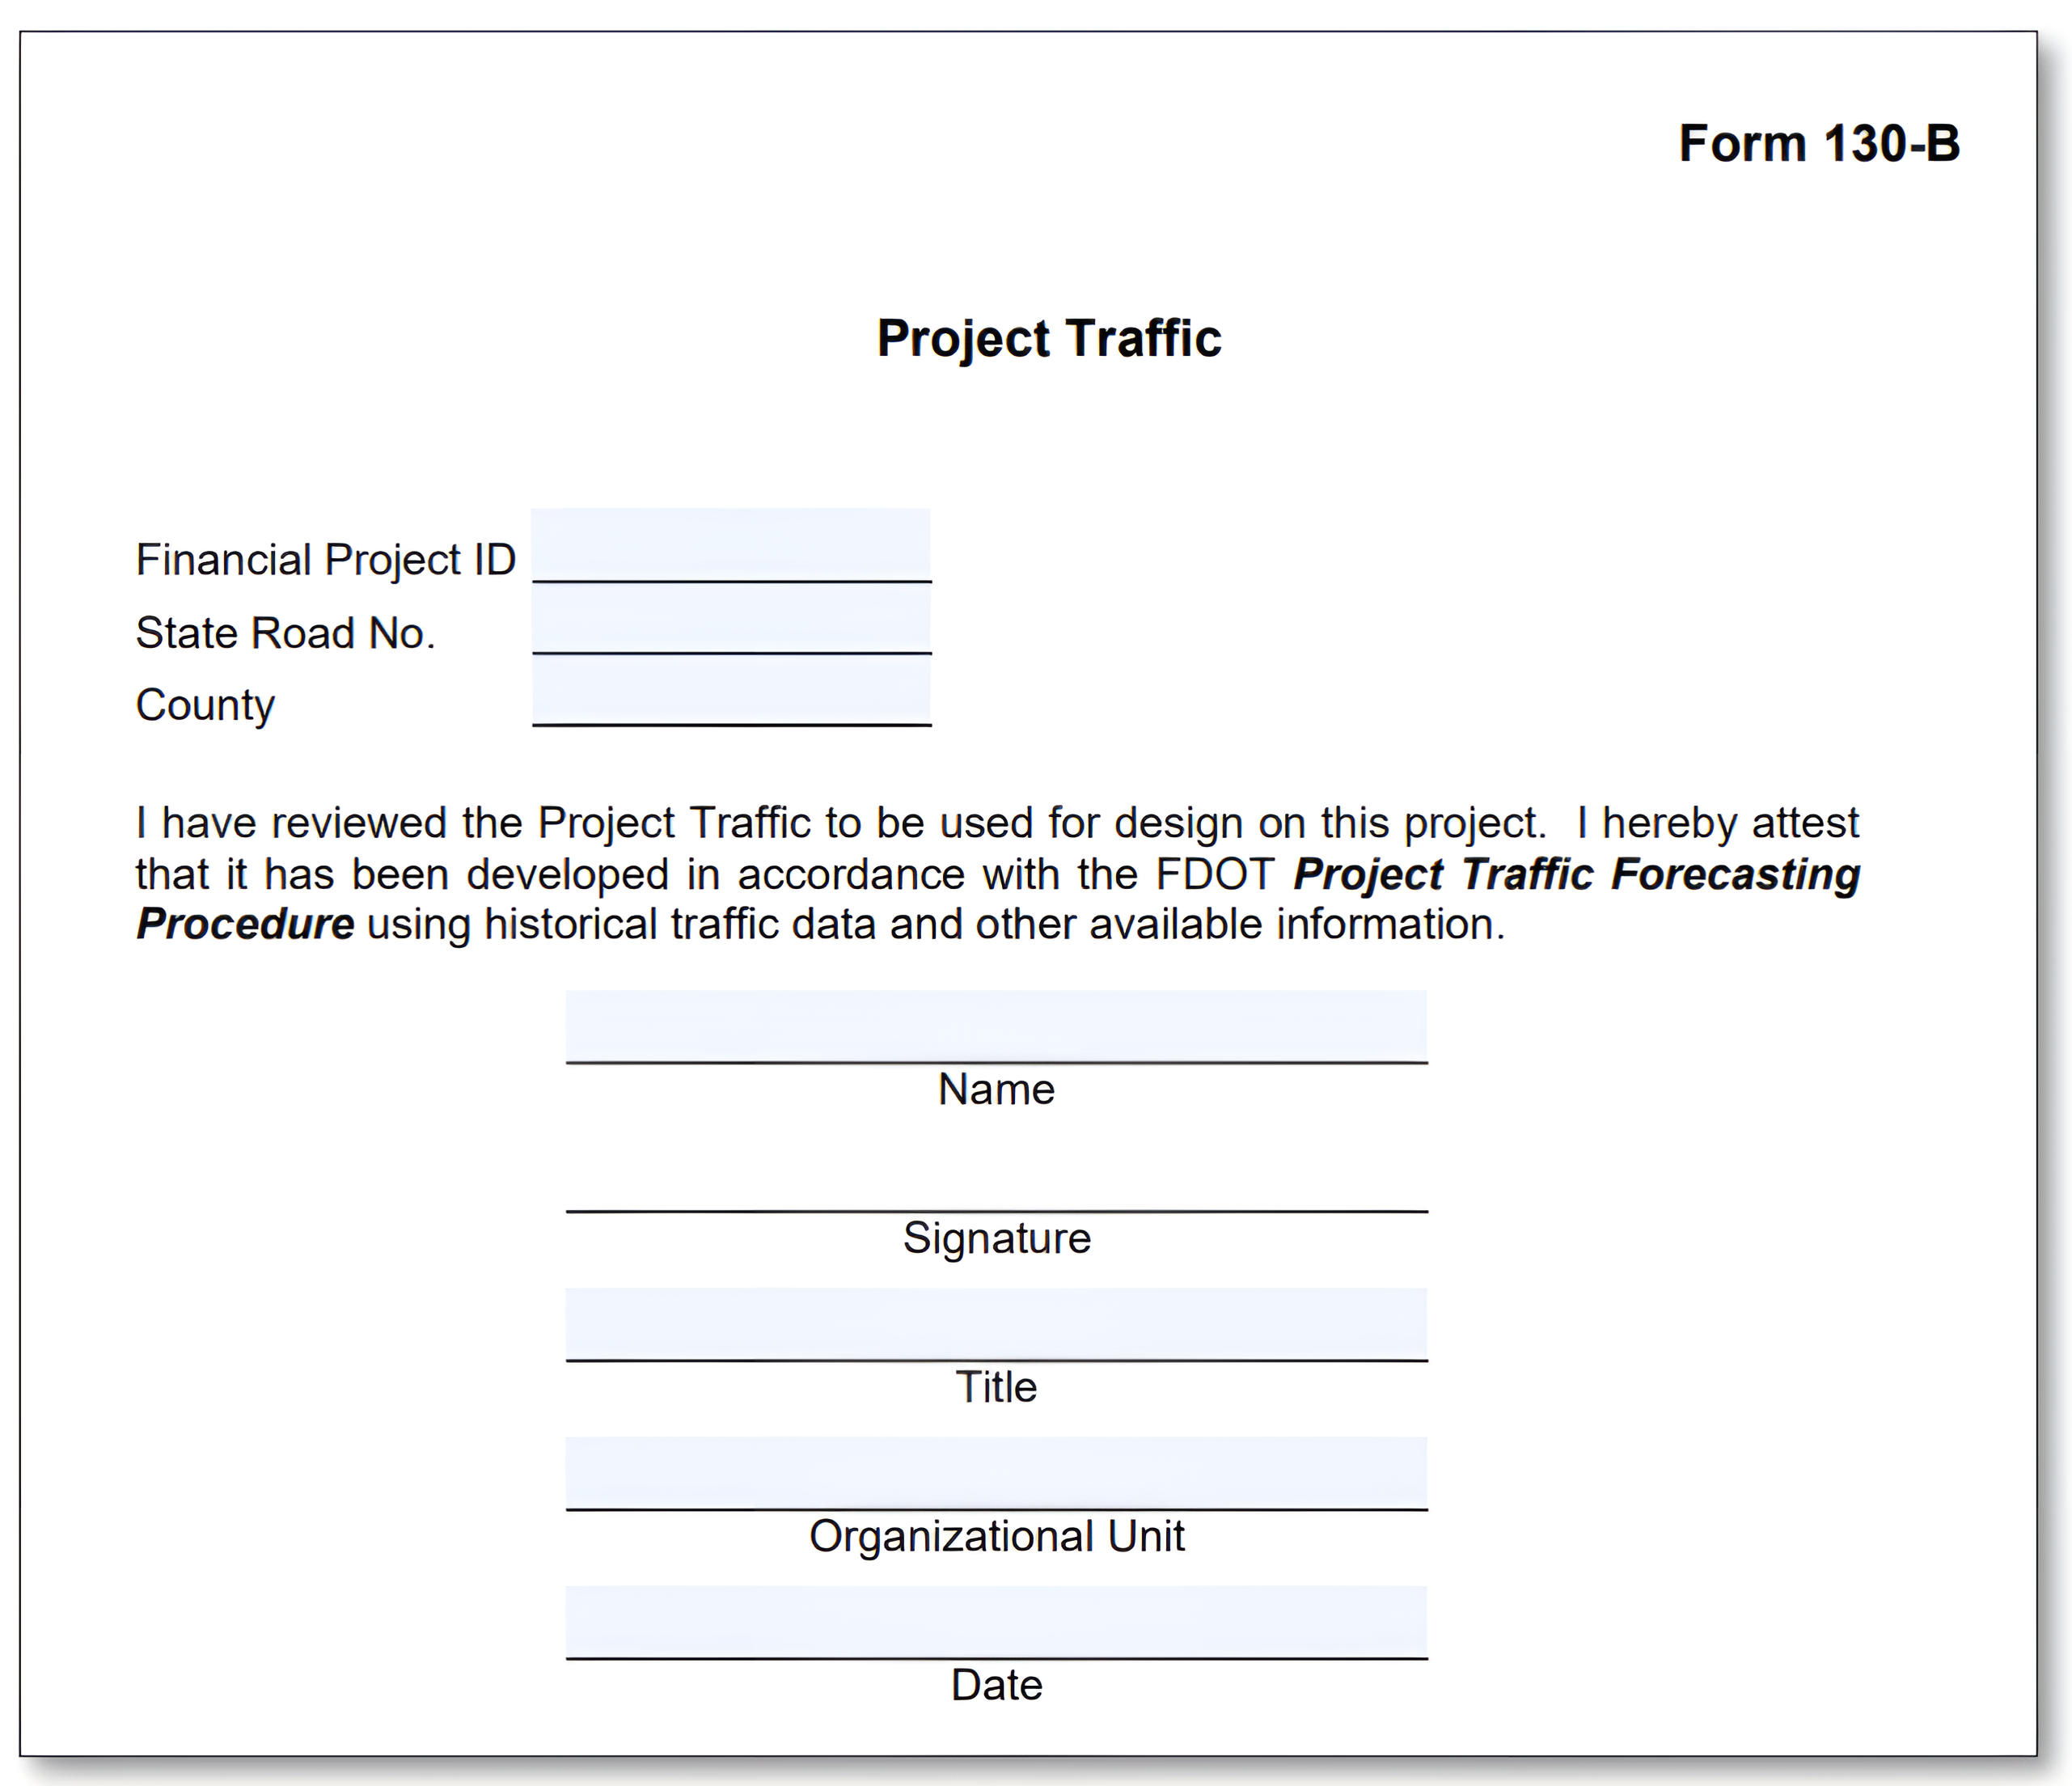 Form 130-B
Project Traffic
Financial Project ID
State Road No.
County
I have reviewed the Project Traffic to be used for design on this project.  I hereby attest
that it has been developed in accordance with the FDOT Project Traffic Forecasting
Procedure using historical traffic data and other available information.
Name
Signature
Title
Organizational Unit
Date